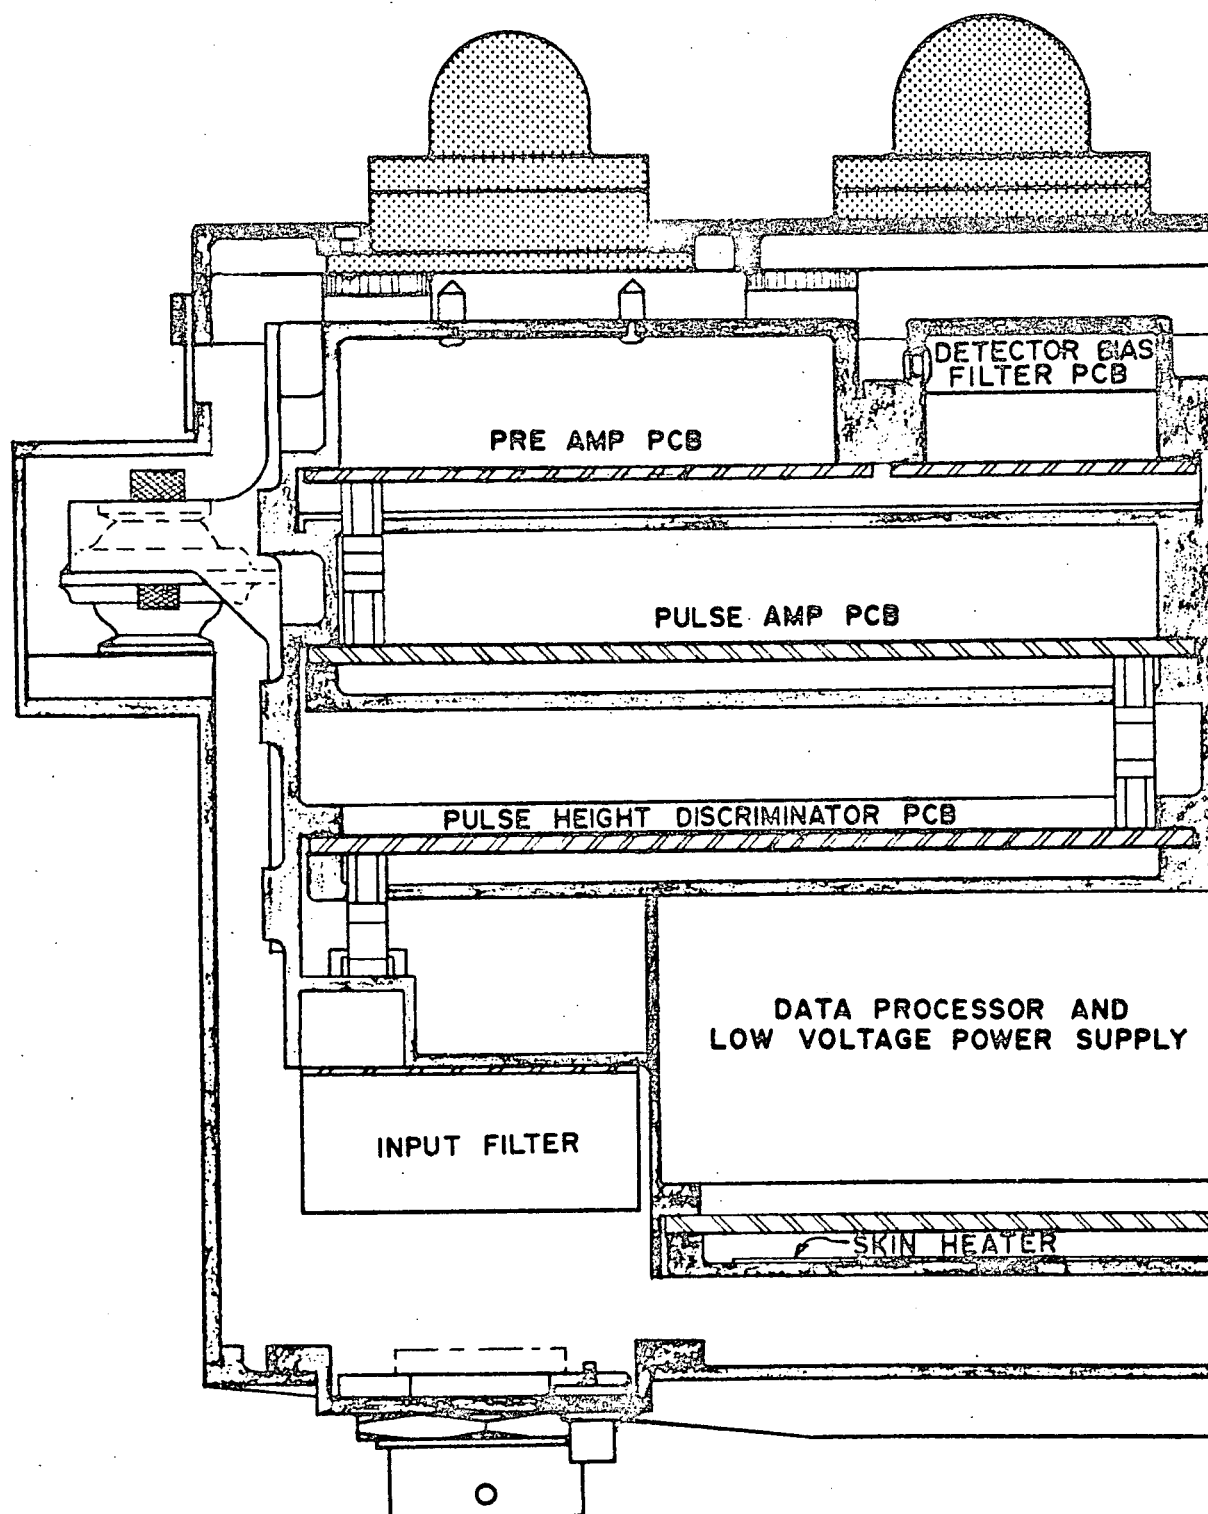 DETECTOR BIAS
FILTER PCB
PRE AMP PCB
PULSE AMP PCB
PULSE HEIGHT DISCRIMINATOR PCB
DATA PROCESSOR AND
LOW VOLTAGE POWER SUPPLY
INPUT FILTER
SKIN HEATER